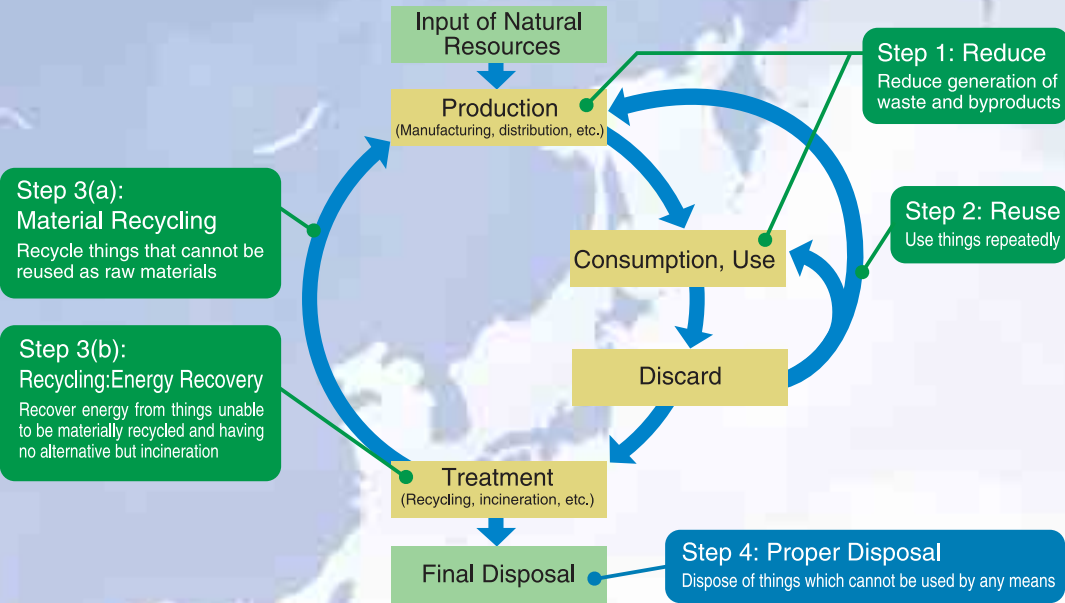 Input of Natural
Resources
Step 1: Reduce
Reduce generation of
waste and byproducts
Production
(Manufacturing, distribution, etc.)
Step 3(a):
Material Recycling
Recycle things that cannot be
reused as raw materials
Step 2: Reuse
Use things repeatedly
Consumption, Use
Step 3(b):
Recycling:Energy Recovery
Recover energy from things unable
to be materially recycled and having
no alternative but incineration
Discard
Treatment
(Recycling, incineration, etc.)
Final Disposal
Step 4: Proper Disposal
Dispose of things which cannot be used by any means